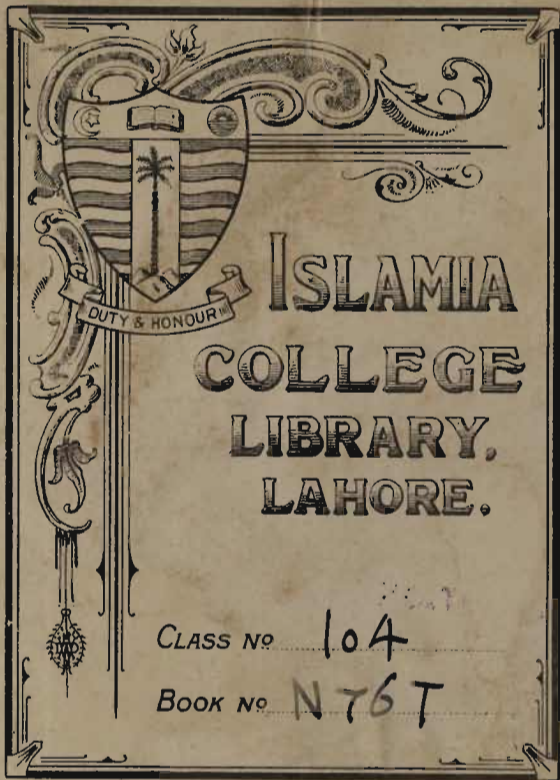 DUTY & HONOUR
ISLAMIA
COLLEGE
LIBRARY,
LAHORE.
CLASS No 104
BOOK No N76T